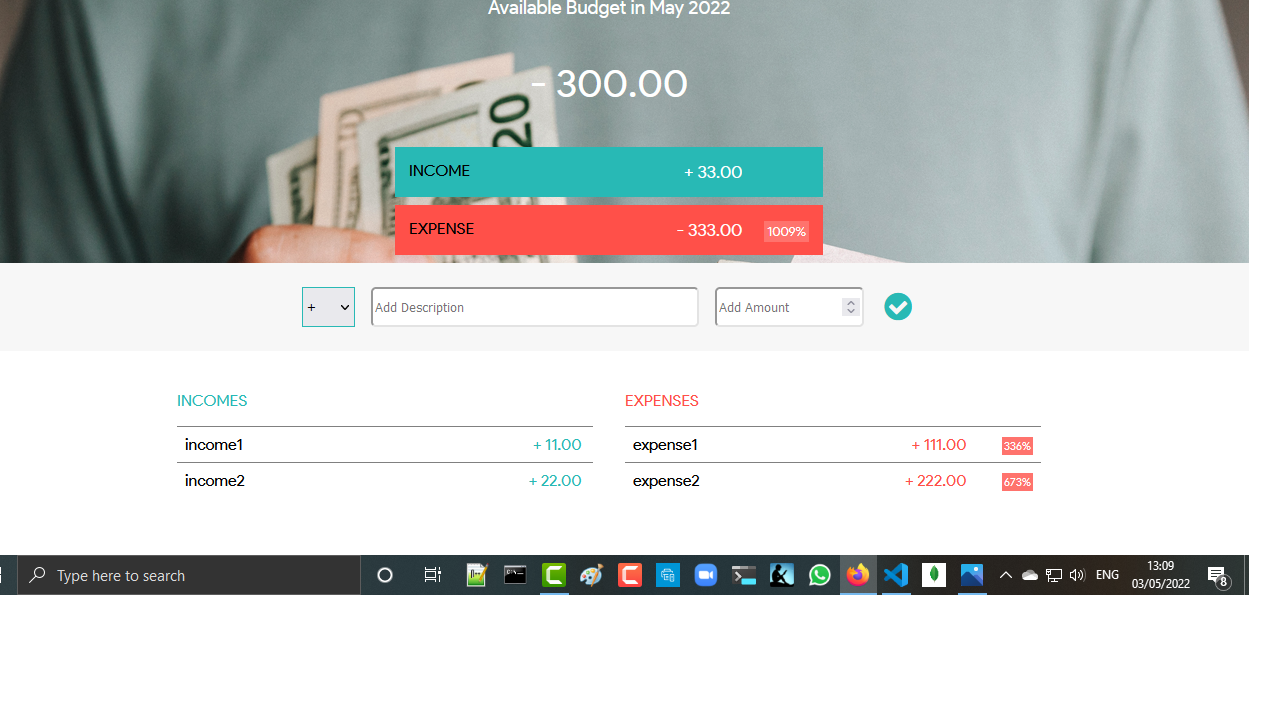 Available Budget in May 2022
- 300.00
20
INCOME + 33.00
EXPENSE - 333.00 1009%
+ Add Description Add Amount
INCOMES
income1 + 11.00
income2 + 22.00
EXPENSES
expense1 + 111.00 336%
expense2 + 222.00 673%
Type here to search
ENG
13:09
03/05/2022
8